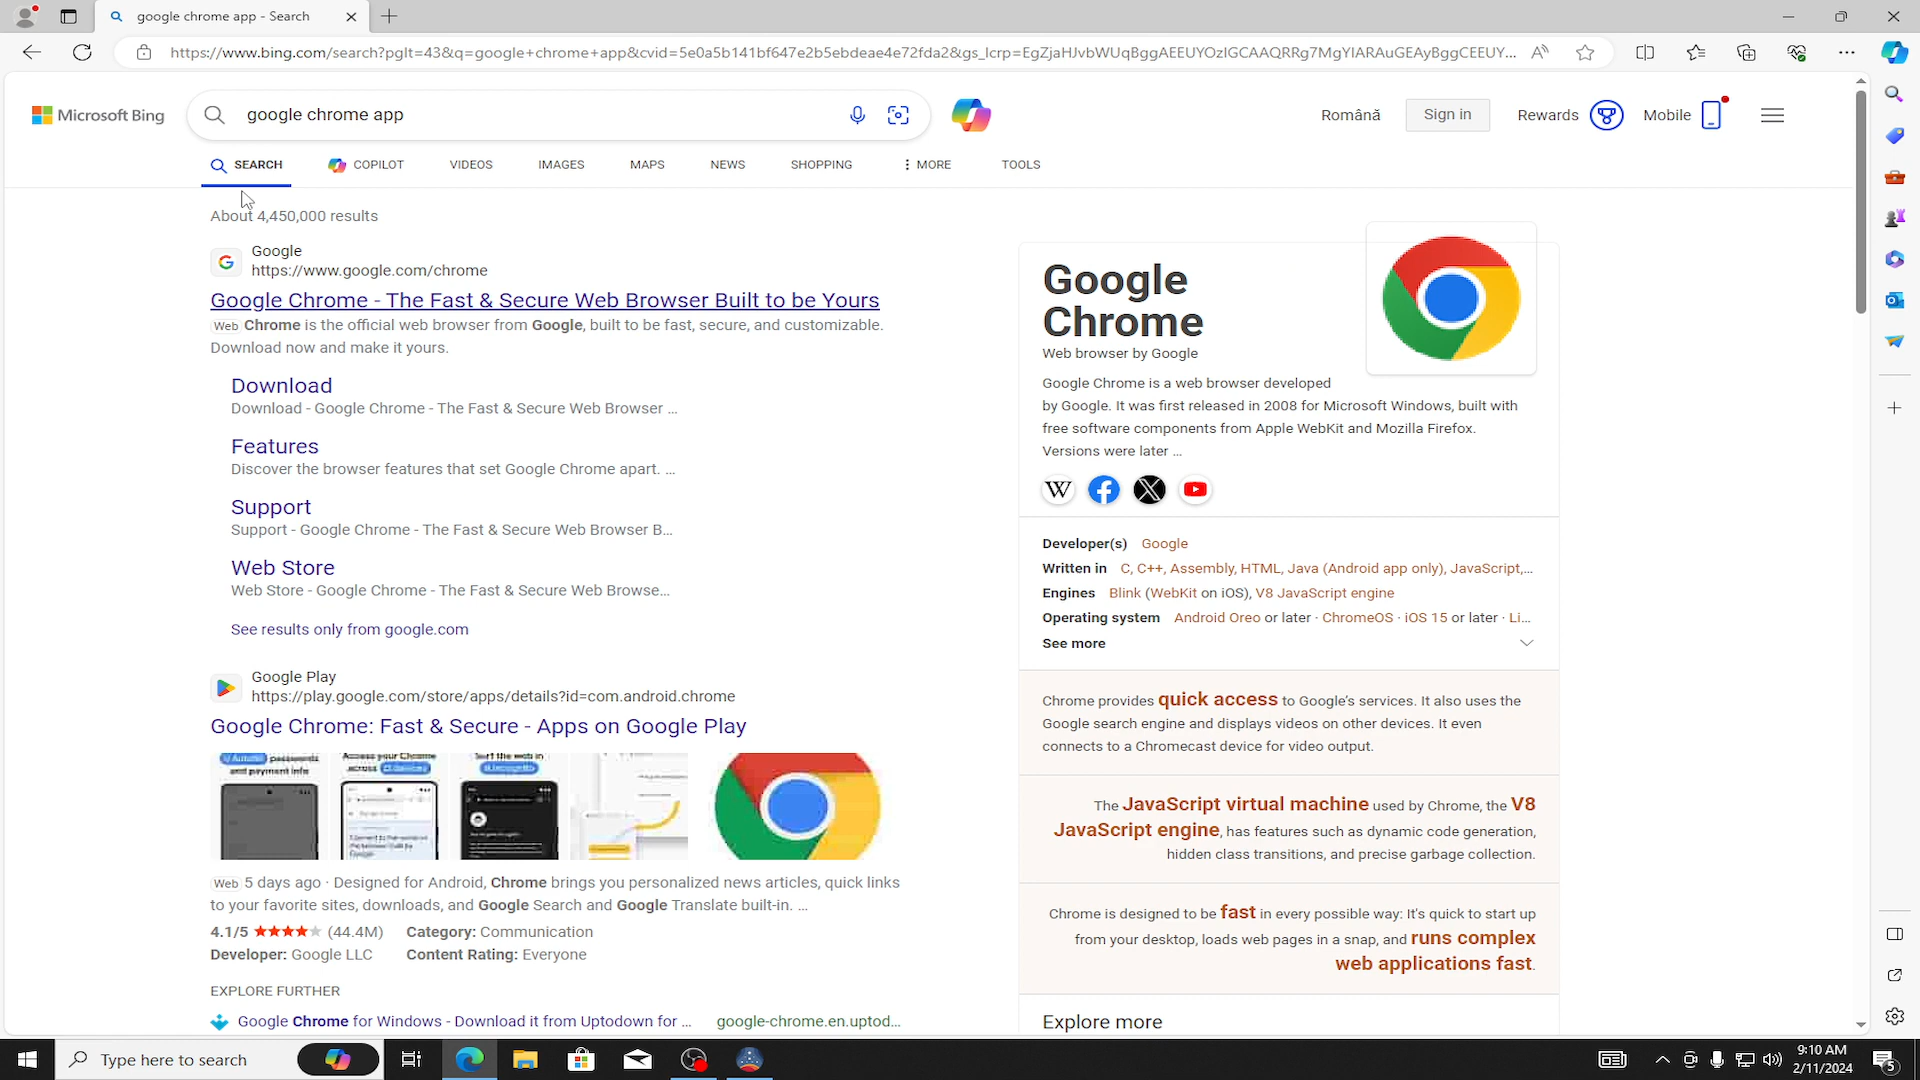 google chrome app - Search
https://www.bing.com/search?pglt=43&q=google+chrome+app&cvid=5e0a5b141bf647e2b5ebdeae4e72fda2&gs_lcrp=EgZjaHJvbWUqBggAEEUYOzIGCAAQRRg7MgYIARAuGEAyBggCEEUY...
Microsoft Bing
google chrome app
Română
Sign in
Rewards
Mobile
SEARCH
COPILOT
VIDEOS
IMAGES
MAPS
NEWS
SHOPPING
MORE
TOOLS
About 4,450,000 results
Google
https://www.google.com/chrome
Google Chrome - The Fast & Secure Web Browser Built to be Yours
Web Chrome is the official web browser from Google, built to be fast, secure, and customizable.
Download now and make it yours.
Download
Download - Google Chrome - The Fast & Secure Web Browser ...
Features
Discover the browser features that set Google Chrome apart. ...
Support
Support - Google Chrome - The Fast & Secure Web Browser B...
Web Store
Web Store - Google Chrome - The Fast & Secure Web Browse...
See results only from google.com
Google Play
https://play.google.com/store/apps/details?id=com.android.chrome
Google Chrome: Fast & Secure - Apps on Google Play
passwords
and payment info
Access your Chrome
across
Surf the web in
Web 5 days ago · Designed for Android, Chrome brings you personalized news articles, quick links
to your favorite sites, downloads, and Google Search and Google Translate built-in. ...
4.1/5 (44.4M) Category: Communication
Developer: Google LLC Content Rating: Everyone
EXPLORE FURTHER
Google Chrome for Windows - Download it from Uptodown for ... google-chrome.en.uptod...
Google
Chrome
Web browser by Google
Google Chrome is a web browser developed
by Google. It was first released in 2008 for Microsoft Windows, built with
free software components from Apple WebKit and Mozilla Firefox.
Versions were later ...
W
Developer(s) Google
Written in C, C++, Assembly, HTML, Java (Android app only), JavaScript,...
Engines Blink (WebKit on iOS), V8 JavaScript engine
Operating system Android Oreo or later · ChromeOS · iOS 15 or later · Li...
See more
Chrome provides quick access to Google's services. It also uses the
Google search engine and displays videos on other devices. It even
connects to a Chromecast device for video output.
The JavaScript virtual machine used by Chrome, the V8
JavaScript engine, has features such as dynamic code generation,
hidden class transitions, and precise garbage collection.
Chrome is designed to be fast in every possible way: It's quick to start up
from your desktop, loads web pages in a snap, and runs complex
web applications fast.
Explore more
Type here to search
9:10 AM
2/11/2024
5